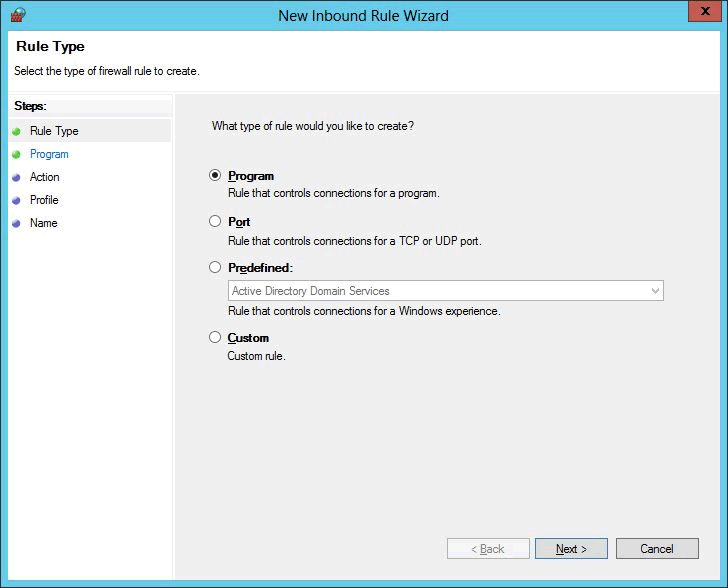 New Inbound Rule Wizard
x
Rule Type
Select the type of firewall rule to create.
Steps:
Rule Type
Program
Action
Profile
Name
What type of rule would you like to create?
Program
Rule that controls connections for a program.
Port
Rule that controls connections for a TCP or UDP port.
Predefined:
Active Directory Domain Services
Rule that controls connections for a Windows experience.
Custom
Custom rule.
< Back
Next >
Cancel